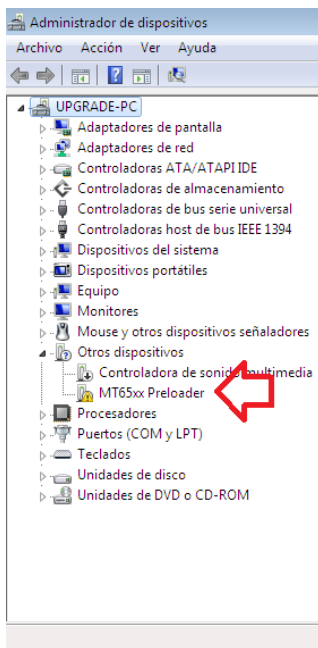 Administrador de dispositivos
Archivo Acción Ver Ayuda
UPGRADE-PC
Adaptadores de pantalla
Adaptadores de red
Controladoras ATA/ATAPI IDE
Controladoras de almacenamiento
Controladoras de bus serie universal
Controladoras host de bus IEEE 1394
Dispositivos del sistema
Dispositivos portátiles
Equipo
Monitores
Mouse y otros dispositivos señaladores
Otros dispositivos
Controladora de sonido multimedia
MT65xx Preloader
Procesadores
Puertos (COM y LPT)
Teclados
Unidades de disco
Unidades de DVD o CD-ROM